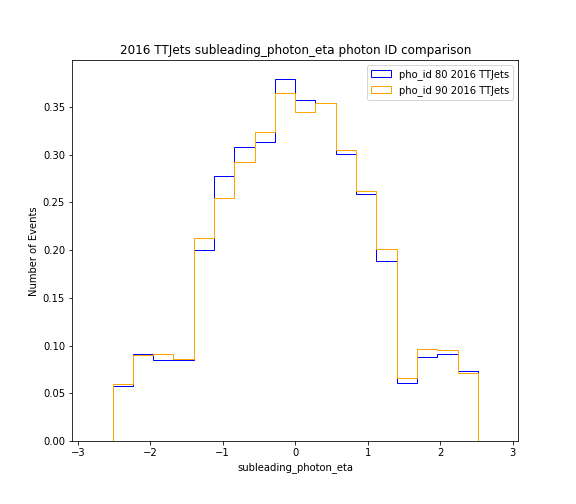 2016 TTJets subleading_photon_eta photon ID comparison
pho_id 80 2016 TTJets
pho_id 90 2016 TTJets
Number of Events
0.35
0.30
0.25
0.20
0.15
0.10
0.05
0.00
−3 −2 −1 0 1 2 3
subleading_photon_eta